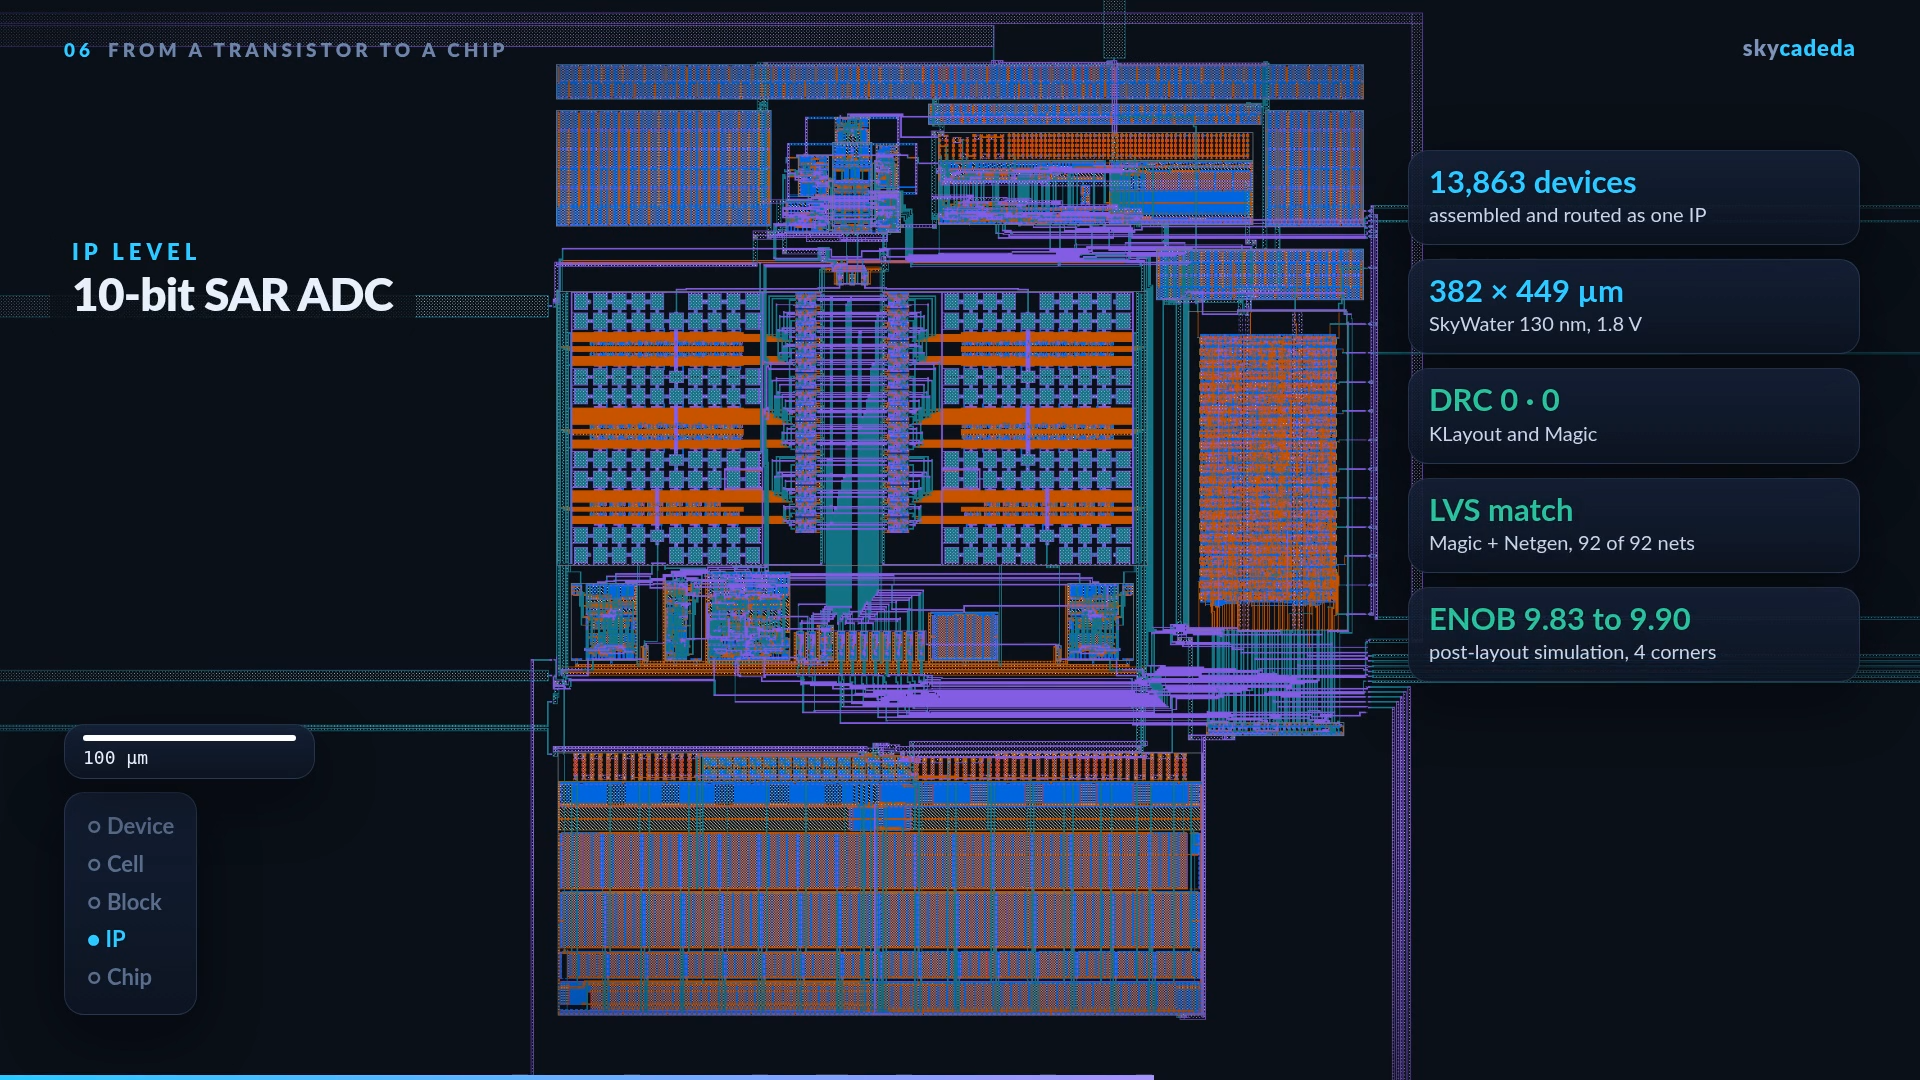 06 FROM A TRANSISTOR TO A CHIP
skycadeda
IP LEVEL
10-bit SAR ADC
13,863 devices
assembled and routed as one IP
382 × 449 µm
SkyWater 130 nm, 1.8 V
DRC 0 · 0
KLayout and Magic
LVS match
Magic + Netgen, 92 of 92 nets
ENOB 9.83 to 9.90
post-layout simulation, 4 corners
100 µm
Device
Cell
Block
IP
Chip